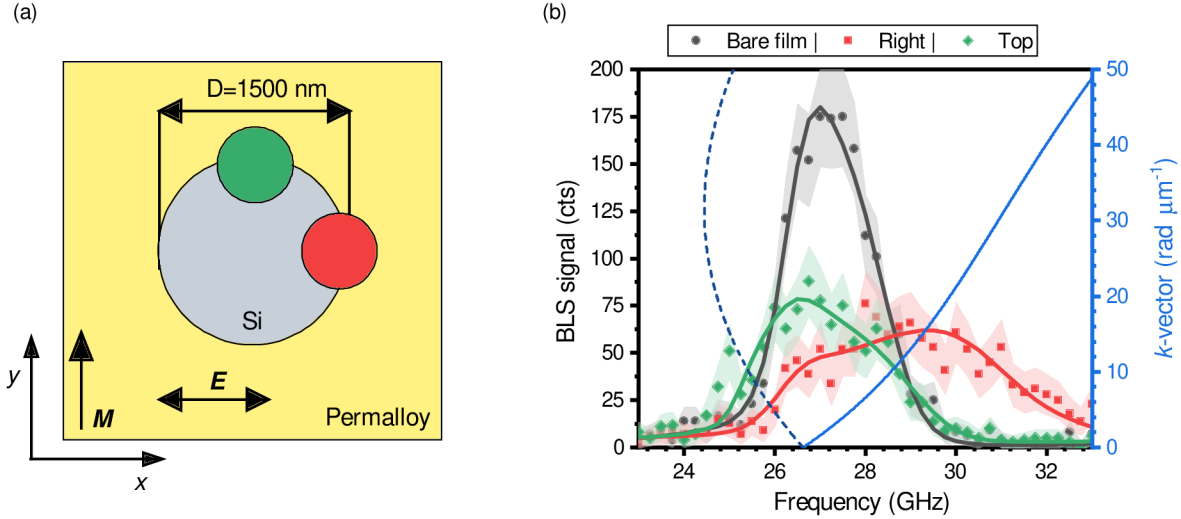 (a)
D=1500 nm
Si
E
M
Permalloy
y
x
(b)
Bare film | Right | Top
200
175
150
125
100
75
50
25
0
BLS signal (cts)
24 26 28 30 32
Frequency (GHz)
50
40
30
20
10
0
k-vector (rad μm⁻¹)